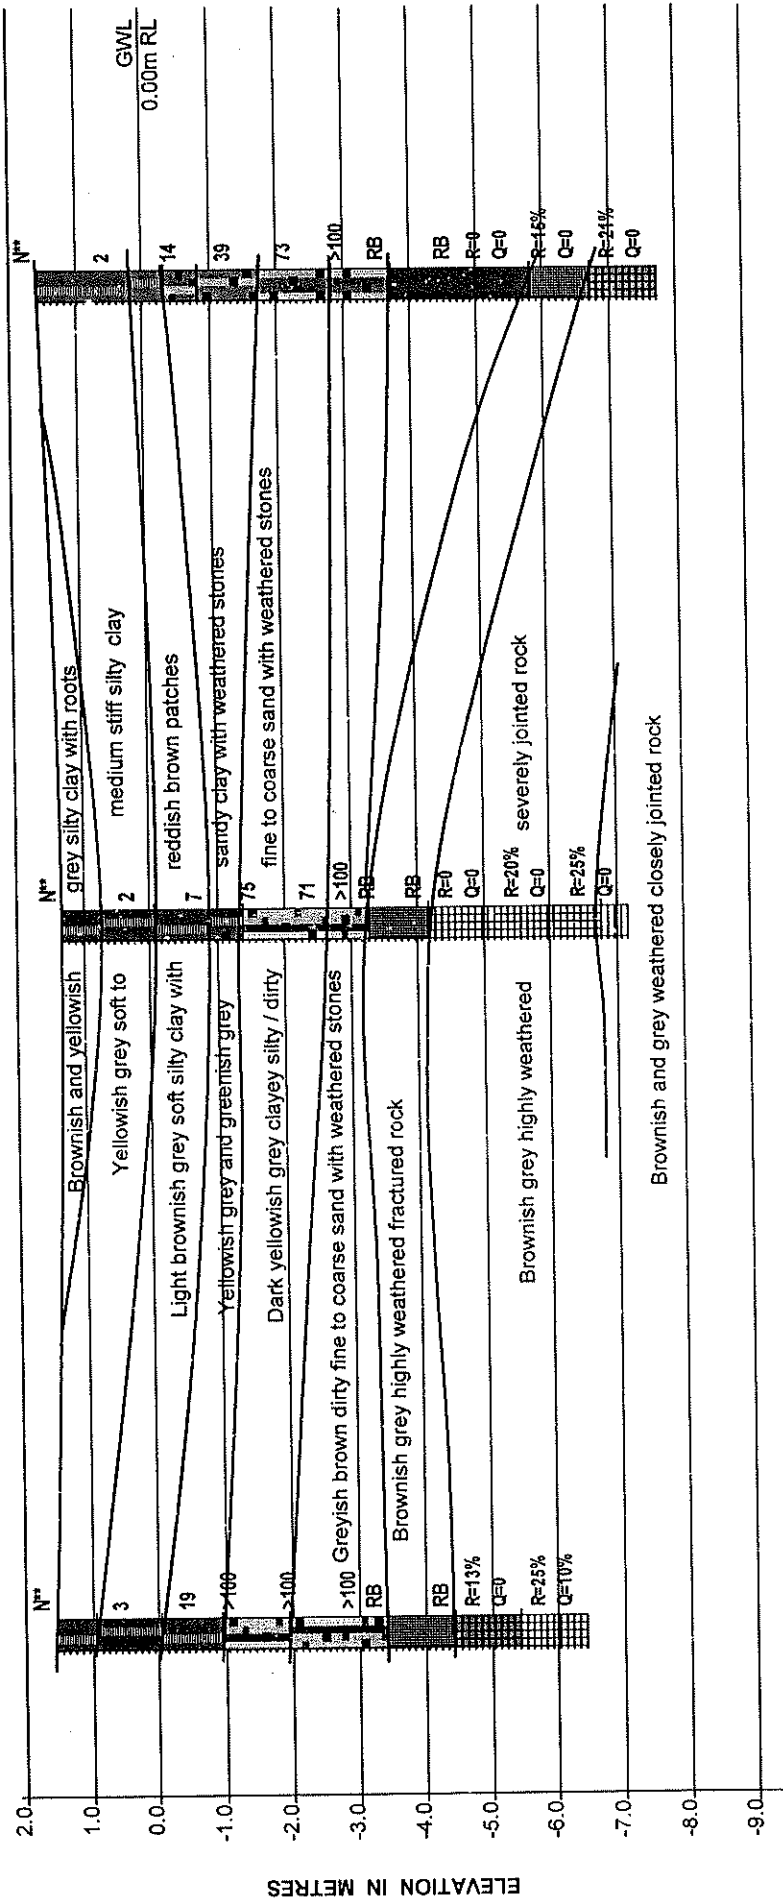 ELEVATION IN METRES
2.0
1.0
0.0
-1.0
-2.0
-3.0
-4.0
-5.0
-6.0
-7.0
-8.0
-9.0
N**
3
19
>100
>100
>100
RB
RB
R=13%
Q=0
R=25%
Q=10%
Brownish and yellowish grey silty clay with roots
Yellowish grey soft to medium stiff silty clay
Light brownish grey soft silty clay with reddish brown patches
Yellowish grey and greenish grey sandy clay with weathered stones
Dark yellowish grey clayey silty / dirty fine to coarse sand with weathered stones
Greyish brown dirty fine to coarse sand with weathered stones
Brownish grey highly weathered fractured rock
Brownish grey highly weathered severely jointed rock
Brownish and grey weathered closely jointed rock
N**
2
7
75
71
>100
RB
RB
R=0
Q=0
R=20%
Q=0
R=25%
Q=0
N**
2
14
39
73
>100
RB
RB
R=0
Q=0
R=15%
Q=0
R=21%
Q=0
GWL
0.00m RL